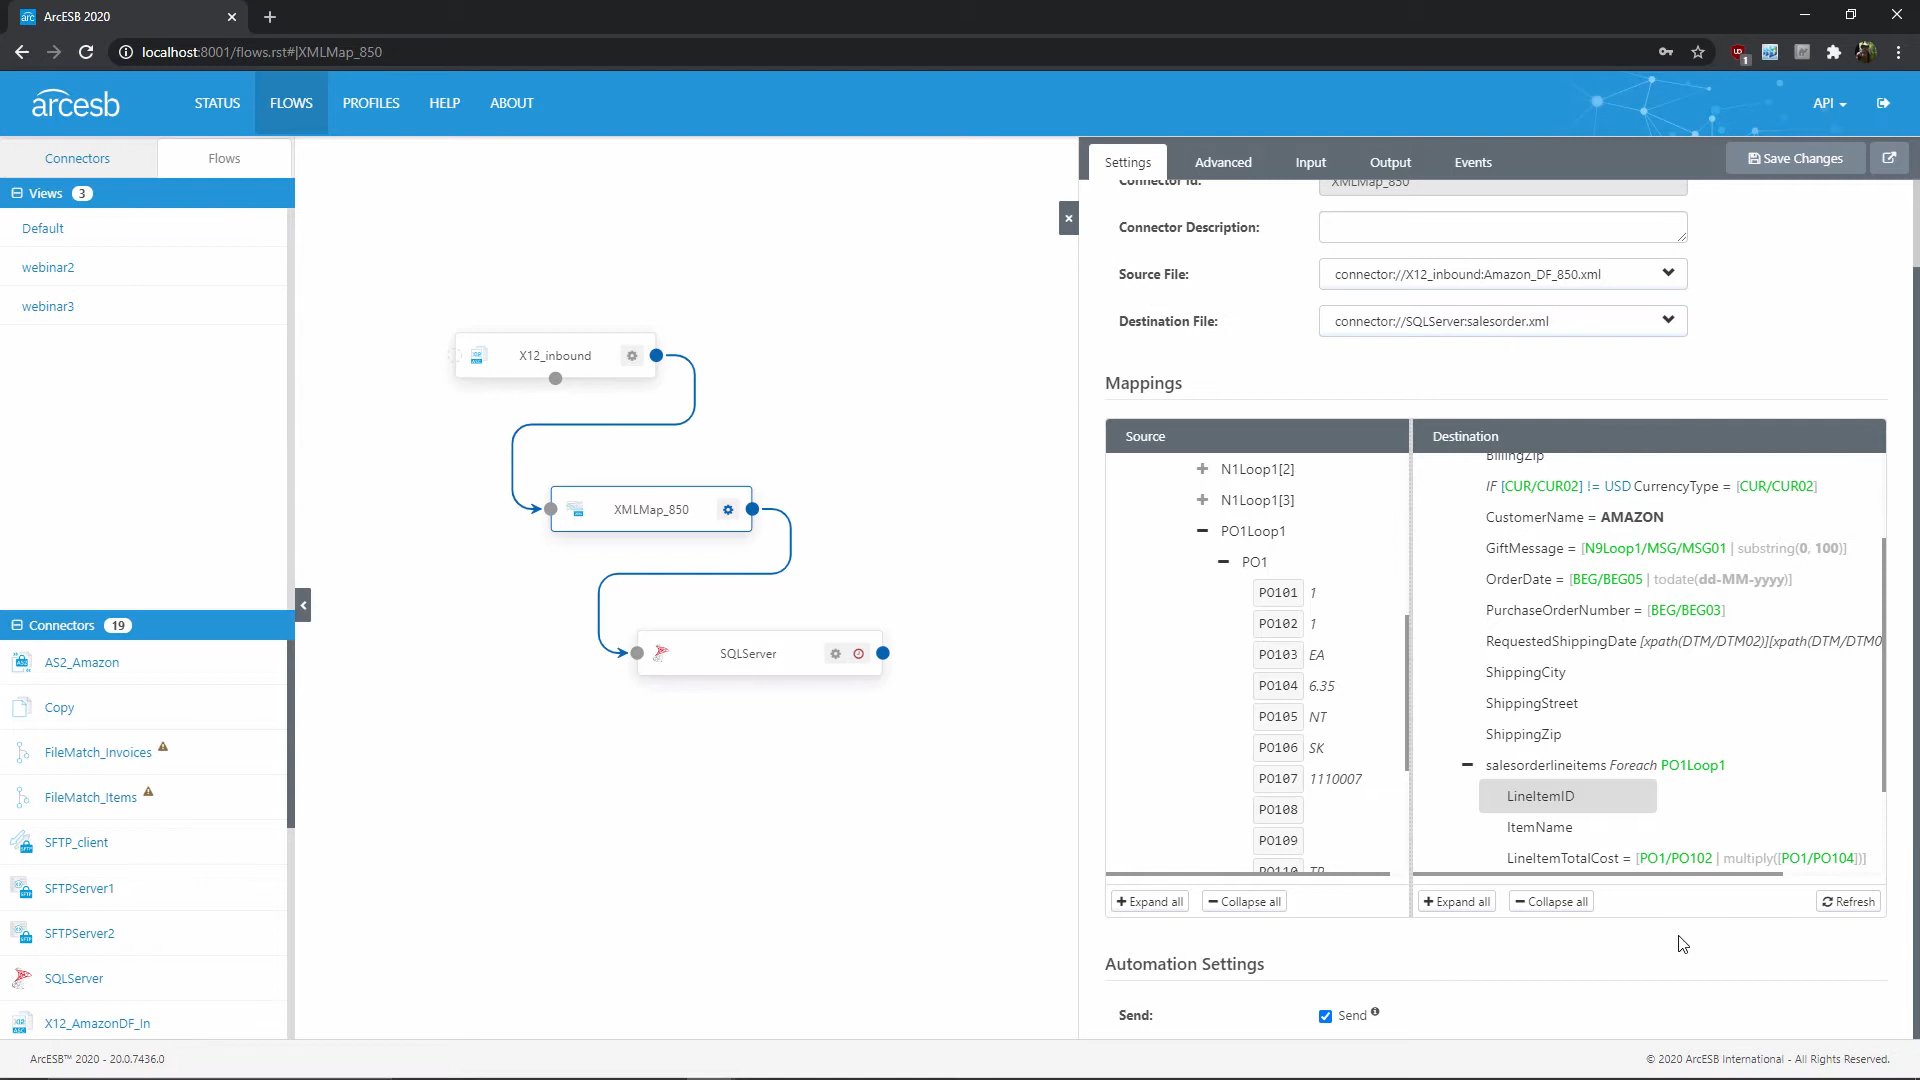 ArcESB 2020
localhost:8001/flows.rst#|XMLMap_850
1
arcesb
STATUS
FLOWS
PROFILES
HELP
ABOUT
API
Connectors
Flows
Views 3
Default
webinar2
webinar3
Connectors 19
AS2_Amazon
Copy
FileMatch_Invoices
FileMatch_Items
SFTP_client
SFTPServer1
SFTPServer2
SQLServer
X12_AmazonDF_In
X12_inbound
XMLMap_850
SQLServer
Settings
Advanced
Input
Output
Events
Save Changes
Connector Id:
XMLMap_850
Connector Description:
Source File:
connector://X12_inbound:Amazon_DF_850.xml
Destination File:
connector://SQLServer:salesorder.xml
Mappings
Source
N1Loop1[2]
N1Loop1[3]
PO1Loop1
PO1
PO101 1
PO102 1
PO103 EA
PO104 6.35
PO105 NT
PO106 SK
PO107 1110007
PO108
PO109
PO110 TP
Expand all
Collapse all
Destination
BillingZip
IF [CUR/CUR02] != USD CurrencyType = [CUR/CUR02]
CustomerName = AMAZON
GiftMessage = [N9Loop1/MSG/MSG01 | substring(0, 100)]
OrderDate = [BEG/BEG05 | todate(dd-MM-yyyy)]
PurchaseOrderNumber = [BEG/BEG03]
RequestedShippingDate [xpath(DTM/DTM02)][xpath(DTM/DTM0
ShippingCity
ShippingStreet
ShippingZip
salesorderlineitems Foreach PO1Loop1
LineItemID
ItemName
LineItemTotalCost = [PO1/PO102 | multiply([PO1/PO104])]
Expand all
Collapse all
Refresh
Automation Settings
Send:
Send
ArcESB™ 2020 - 20.0.7436.0
© 2020 ArcESB International - All Rights Reserved.